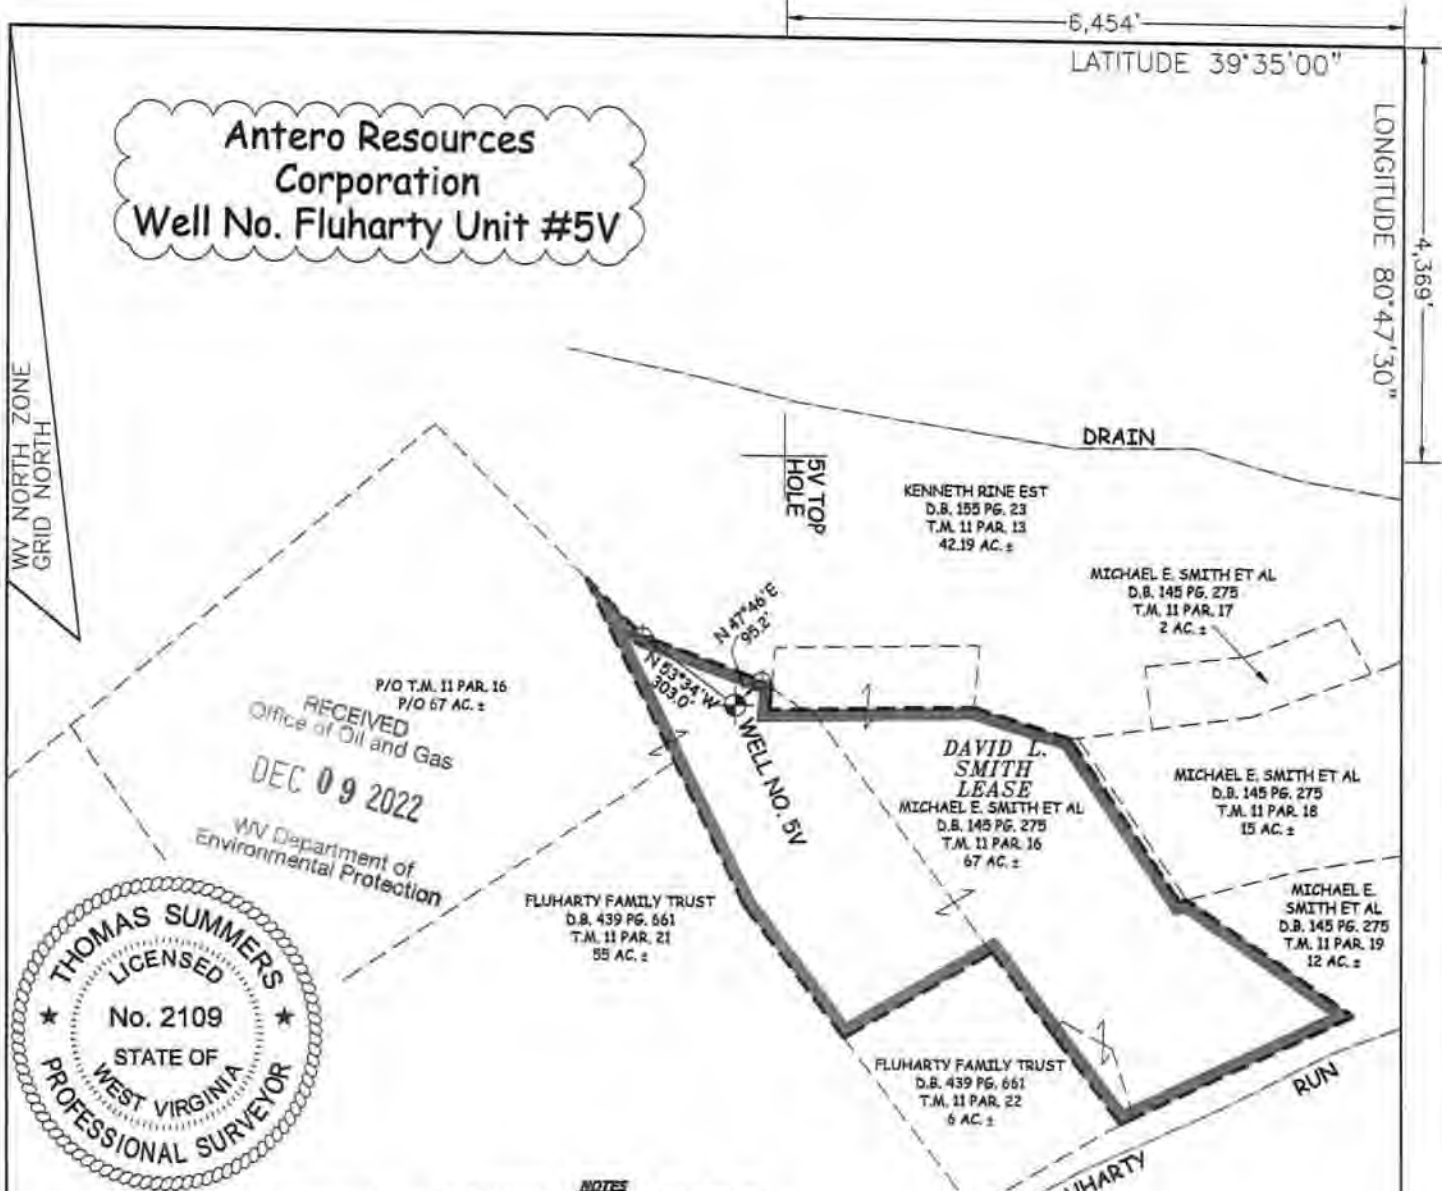 6,454'
LATITUDE 39°35'00"
LONGITUDE 80°47'30"
4,369'
Antero Resources
Corporation
Well No. Fluharty Unit #5V
WV NORTH ZONE
GRID NORTH
DRAIN
5V TOP
HOLE
KENNETH RINE EST
D.B. 155 PG. 23
T.M. 11 PAR. 13
42.19 AC. ±
MICHAEL E. SMITH ET AL
D.B. 145 PG. 275
T.M. 11 PAR. 17
2 AC. ±
N 47°46'E
95.2'
N 53°34'W
303.0'
P/O T.M. 11 PAR. 16
P/O 67 AC. ±
RECEIVED
Office of Oil and Gas
DEC 09 2022
WV Department of
Environmental Protection
WELL NO. 5V
DAVID L.
SMITH
LEASE
MICHAEL E. SMITH ET AL
D.B. 145 PG. 275
T.M. 11 PAR. 16
67 AC. ±
MICHAEL E. SMITH ET AL
D.B. 145 PG. 275
T.M. 11 PAR. 18
15 AC. ±
FLUHARTY FAMILY TRUST
D.B. 439 PG. 661
T.M. 11 PAR. 21
55 AC. ±
MICHAEL E.
SMITH ET AL
D.B. 145 PG. 275
T.M. 11 PAR. 19
12 AC. ±
THOMAS SUMMERS
LICENSED
No. 2109
STATE OF
WEST VIRGINIA
PROFESSIONAL SURVEYOR
FLUHARTY FAMILY TRUST
D.B. 439 PG. 661
T.M. 11 PAR. 22
6 AC. ±
RUN
UHARTY
NOTES